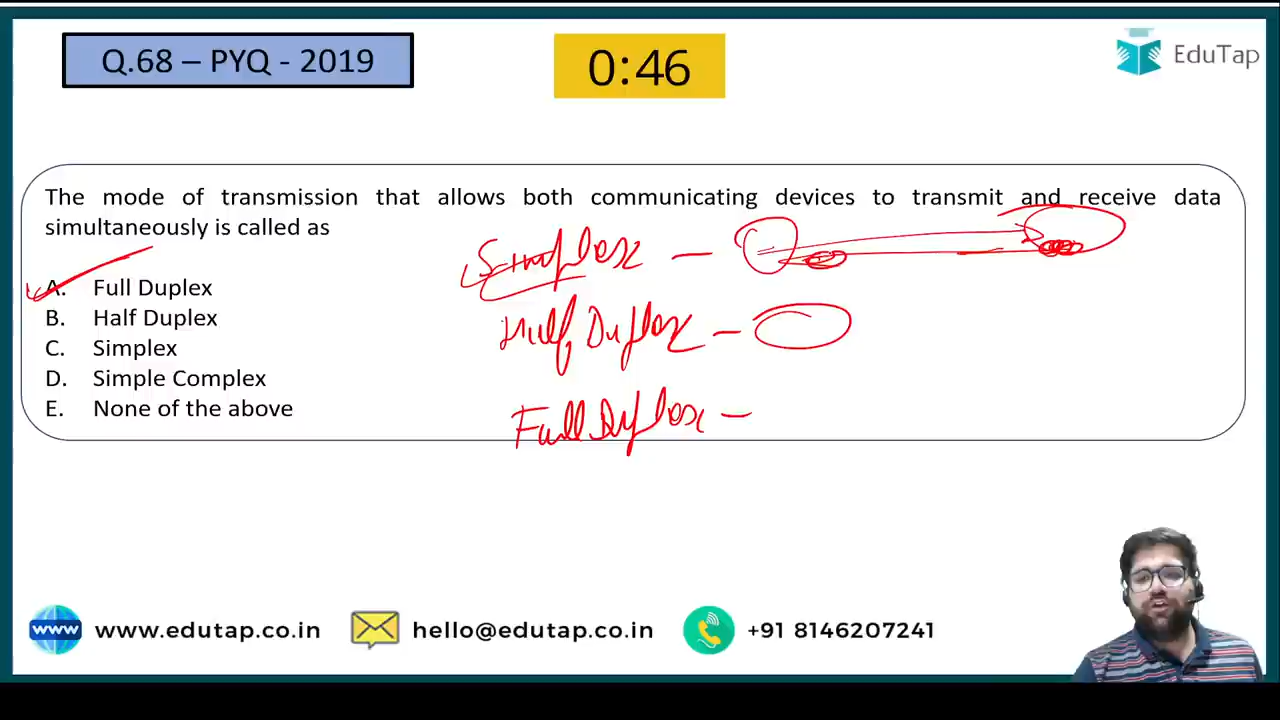 Q.68 – PYQ - 2019
0:46
EduTap
The mode of transmission that allows both communicating devices to transmit and receive data
simultaneously is called as
A. Full Duplex
B. Half Duplex
C. Simplex
D. Simple Complex
E. None of the above
Simplex –
Half Duplex –
Full Duplex –
www www.edutap.co.in
hello@edutap.co.in
+91 8146207241